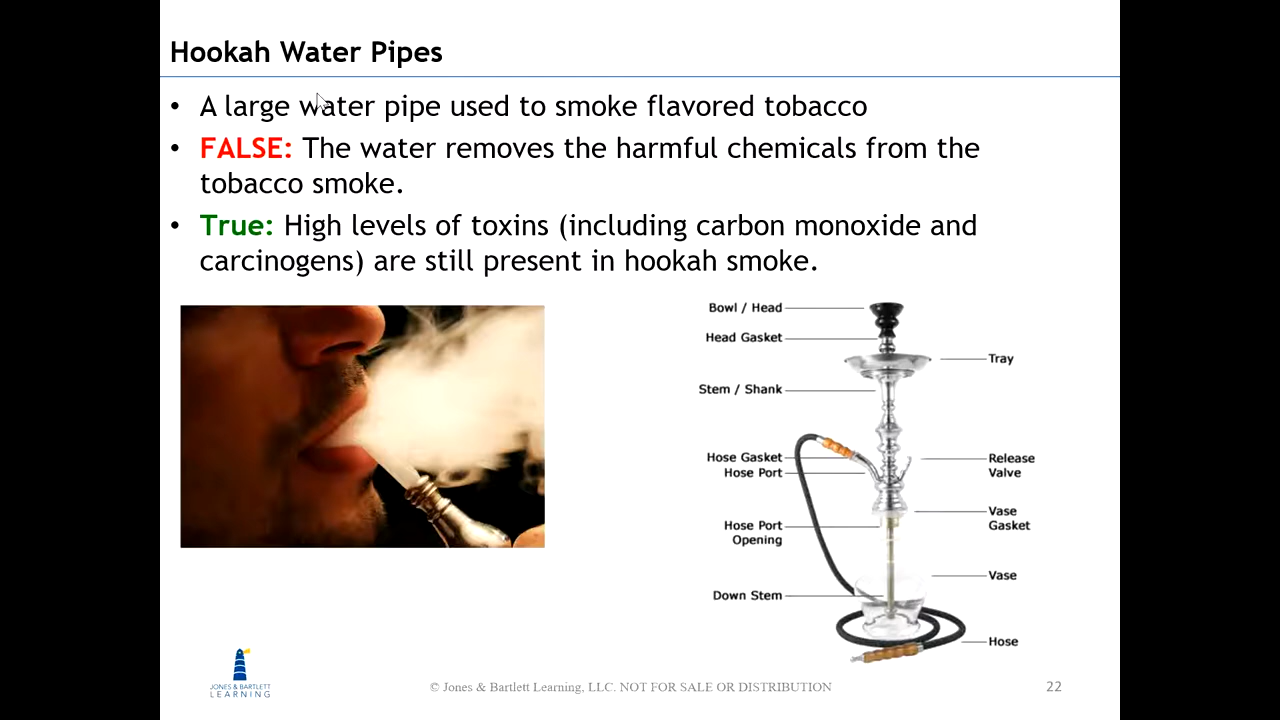 Hookah Water Pipes
• A large water pipe used to smoke flavored tobacco
• FALSE: The water removes the harmful chemicals from the
tobacco smoke.
• True: High levels of toxins (including carbon monoxide and
carcinogens) are still present in hookah smoke.
Bowl / Head
Head Gasket
Tray
Stem / Shank
Hose Gasket
Hose Port
Release
Valve
Vase
Gasket
Hose Port
Opening
Vase
Down Stem
Hose
JONES & BARTLETT
LEARNING
© Jones & Bartlett Learning, LLC. NOT FOR SALE OR DISTRIBUTION
22